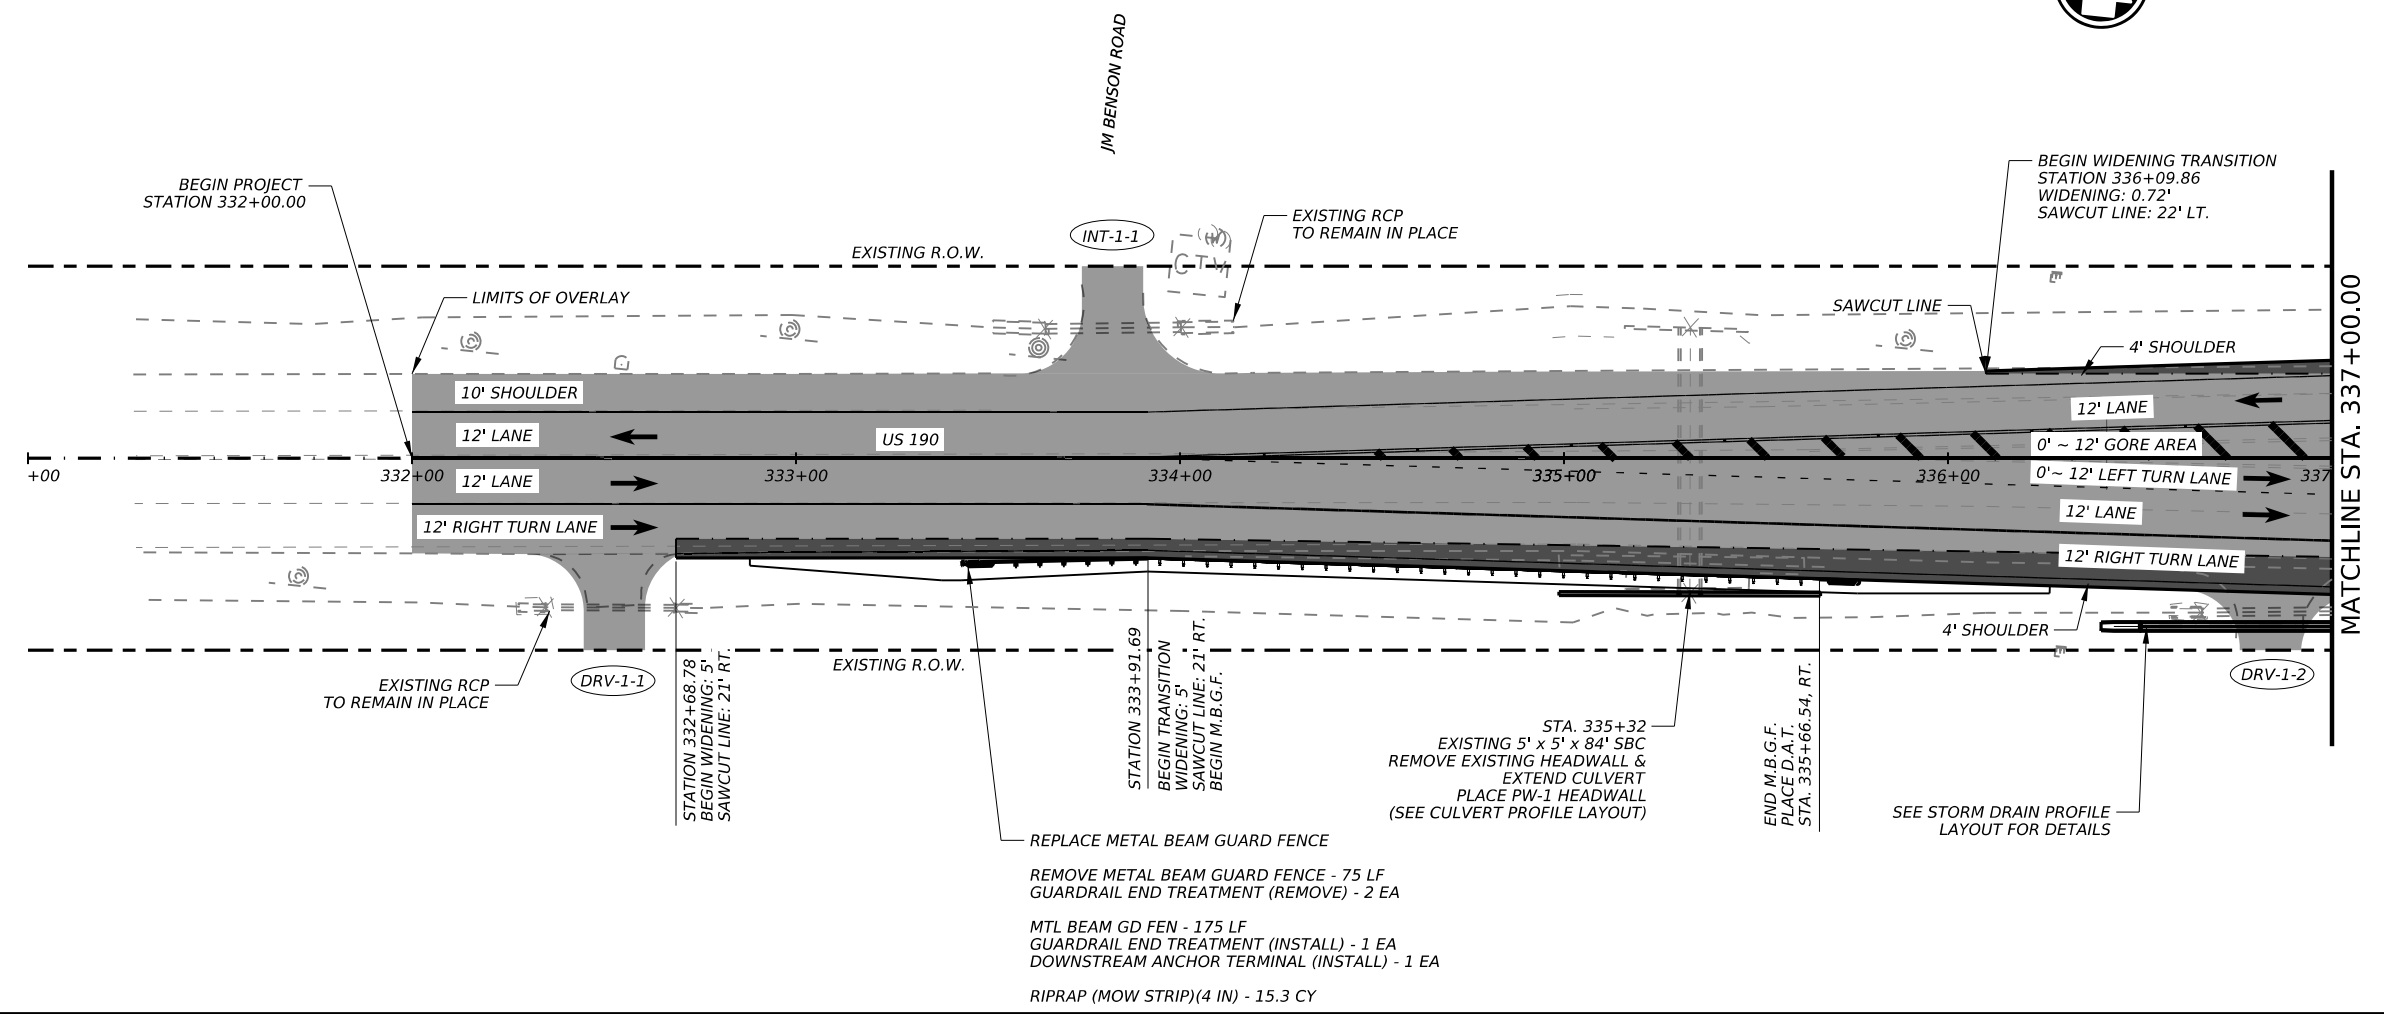 JM BENSON ROAD
BEGIN PROJECT
STATION 332+00.00
LIMITS OF OVERLAY
EXISTING R.O.W.
INT-1-1
EXISTING RCP
TO REMAIN IN PLACE
BEGIN WIDENING TRANSITION
STATION 336+09.86
WIDENING: 0.72'
SAWCUT LINE: 22' LT.
SAWCUT LINE
4' SHOULDER
MATCHLINE STA. 337+00.00
10' SHOULDER
12' LANE
US 190
12' LANE
0' ~ 12' GORE AREA
+00
332+00
333+00
334+00
335+00
336+00
337
12' LANE
0'~ 12' LEFT TURN LANE
12' LANE
12' RIGHT TURN LANE
12' RIGHT TURN LANE
4' SHOULDER
EXISTING RCP
TO REMAIN IN PLACE
DRV-1-1
EXISTING R.O.W.
DRV-1-2
STATION 332+68.78
BEGIN WIDENING: 5'
SAWCUT LINE: 21' RT.
STATION 333+91.69
BEGIN TRANSITION
WIDENING: 5'
SAWCUT LINE: 21' RT.
BEGIN M.B.G.F.
STA. 335+32
EXISTING 5' x 5' x 84' SBC
REMOVE EXISTING HEADWALL &
EXTEND CULVERT
PLACE PW-1 HEADWALL
(SEE CULVERT PROFILE LAYOUT)
END M.B.G.F.
PLACE D.A.T.
STA. 335+66.54, RT.
SEE STORM DRAIN PROFILE
LAYOUT FOR DETAILS
REPLACE METAL BEAM GUARD FENCE
REMOVE METAL BEAM GUARD FENCE - 75 LF
GUARDRAIL END TREATMENT (REMOVE) - 2 EA
MTL BEAM GD FEN - 175 LF
GUARDRAIL END TREATMENT (INSTALL) - 1 EA
DOWNSTREAM ANCHOR TERMINAL (INSTALL) - 1 EA
RIPRAP (MOW STRIP)(4 IN) - 15.3 CY